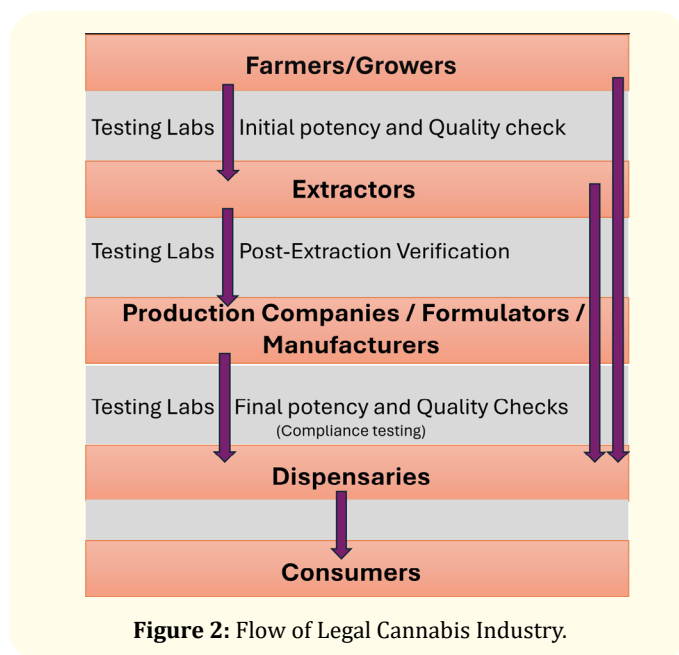 Farmers/Growers
Testing Labs Initial potency and Quality check
Extractors
Testing Labs Post-Extraction Verification
Production Companies / Formulators /
Manufacturers
Testing Labs Final potency and Quality Checks
(Compliance testing)
Dispensaries
Consumers
Figure 2: Flow of Legal Cannabis Industry.